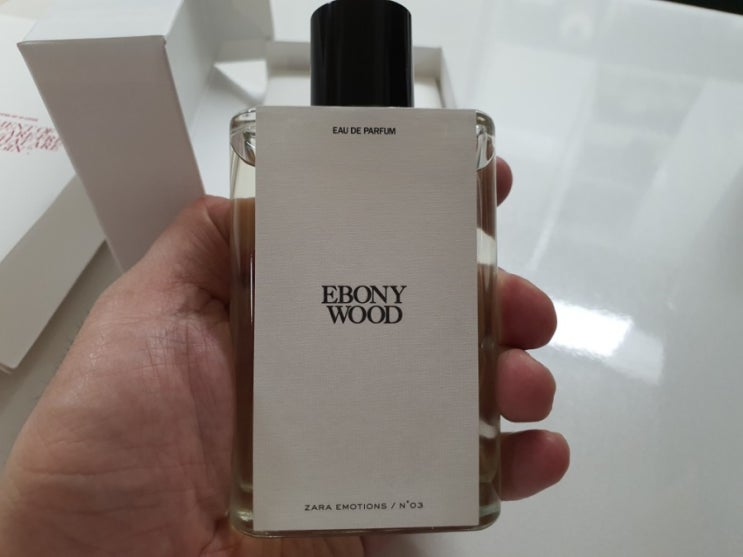 EAU DE PARFUM
EBONY
WOOD
ZARA EMOTIONS / N°03